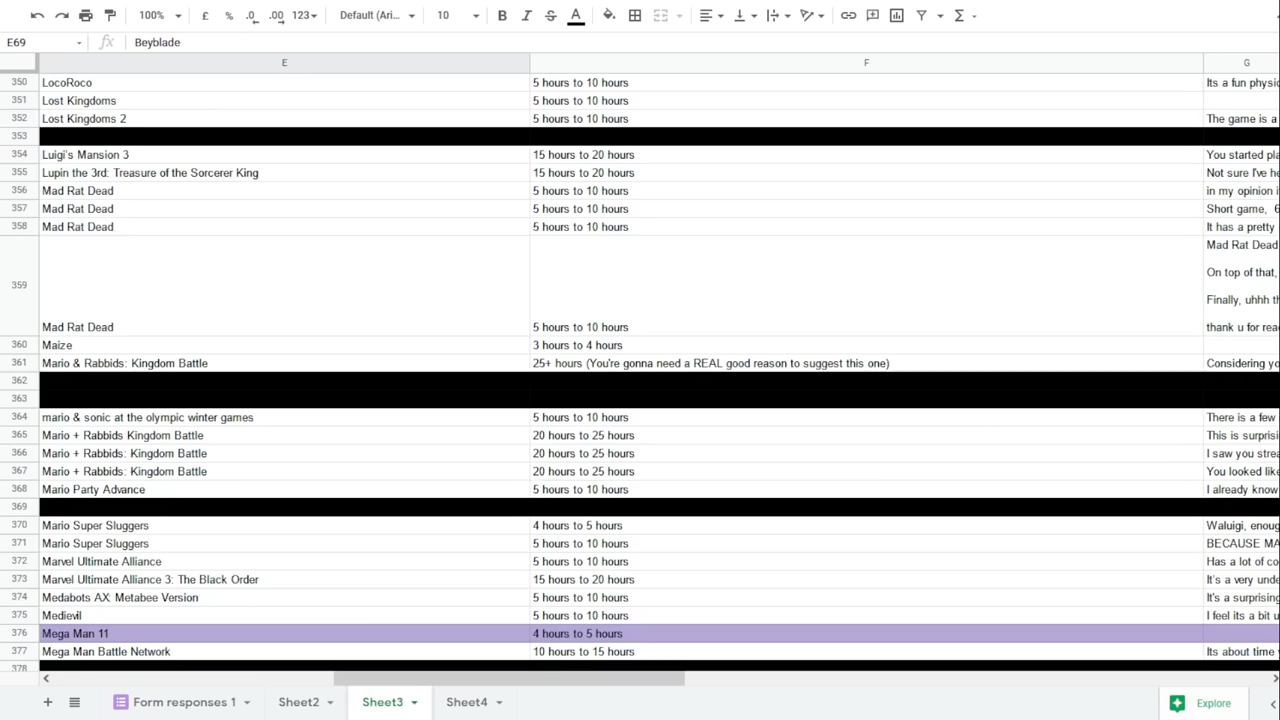 100% £ % .0 .00 123 Default (Ari... 10 B I S A Σ
E69 fx Beyblade
E F G
350 LocoRoco 5 hours to 10 hours Its a fun physic
351 Lost Kingdoms 5 hours to 10 hours
352 Lost Kingdoms 2 5 hours to 10 hours The game is a
353
354 Luigi's Mansion 3 15 hours to 20 hours You started pla
355 Lupin the 3rd: Treasure of the Sorcerer King 15 hours to 20 hours Not sure I've he
356 Mad Rat Dead 5 hours to 10 hours in my opinion i
357 Mad Rat Dead 5 hours to 10 hours Short game, 6
358 Mad Rat Dead 5 hours to 10 hours It has a pretty
Mad Rat Dead
On top of that,
359
Finally, uhhh th
Mad Rat Dead 5 hours to 10 hours thank u for rea
360 Maize 3 hours to 4 hours
361 Mario & Rabbids: Kingdom Battle 25+ hours (You're gonna need a REAL good reason to suggest this one) Considering yo
362
363
364 mario & sonic at the olympic winter games 5 hours to 10 hours There is a few
365 Mario + Rabbids Kingdom Battle 20 hours to 25 hours This is surprisi
366 Mario + Rabbids: Kingdom Battle 20 hours to 25 hours I saw you strea
367 Mario + Rabbids: Kingdom Battle 20 hours to 25 hours You looked like
368 Mario Party Advance 5 hours to 10 hours I already know
369
370 Mario Super Sluggers 4 hours to 5 hours Waluigi, enoug
371 Mario Super Sluggers 5 hours to 10 hours BECAUSE MA
372 Marvel Ultimate Alliance 5 hours to 10 hours Has a lot of co
373 Marvel Ultimate Alliance 3: The Black Order 15 hours to 20 hours It's a very unde
374 Medabots AX: Metabee Version 5 hours to 10 hours It's a surprising
375 Medievil 5 hours to 10 hours I feel its a bit u
376 Mega Man 11 4 hours to 5 hours
377 Mega Man Battle Network 10 hours to 15 hours Its about time
378
Form responses 1 Sheet2 Sheet3 Sheet4 Explore